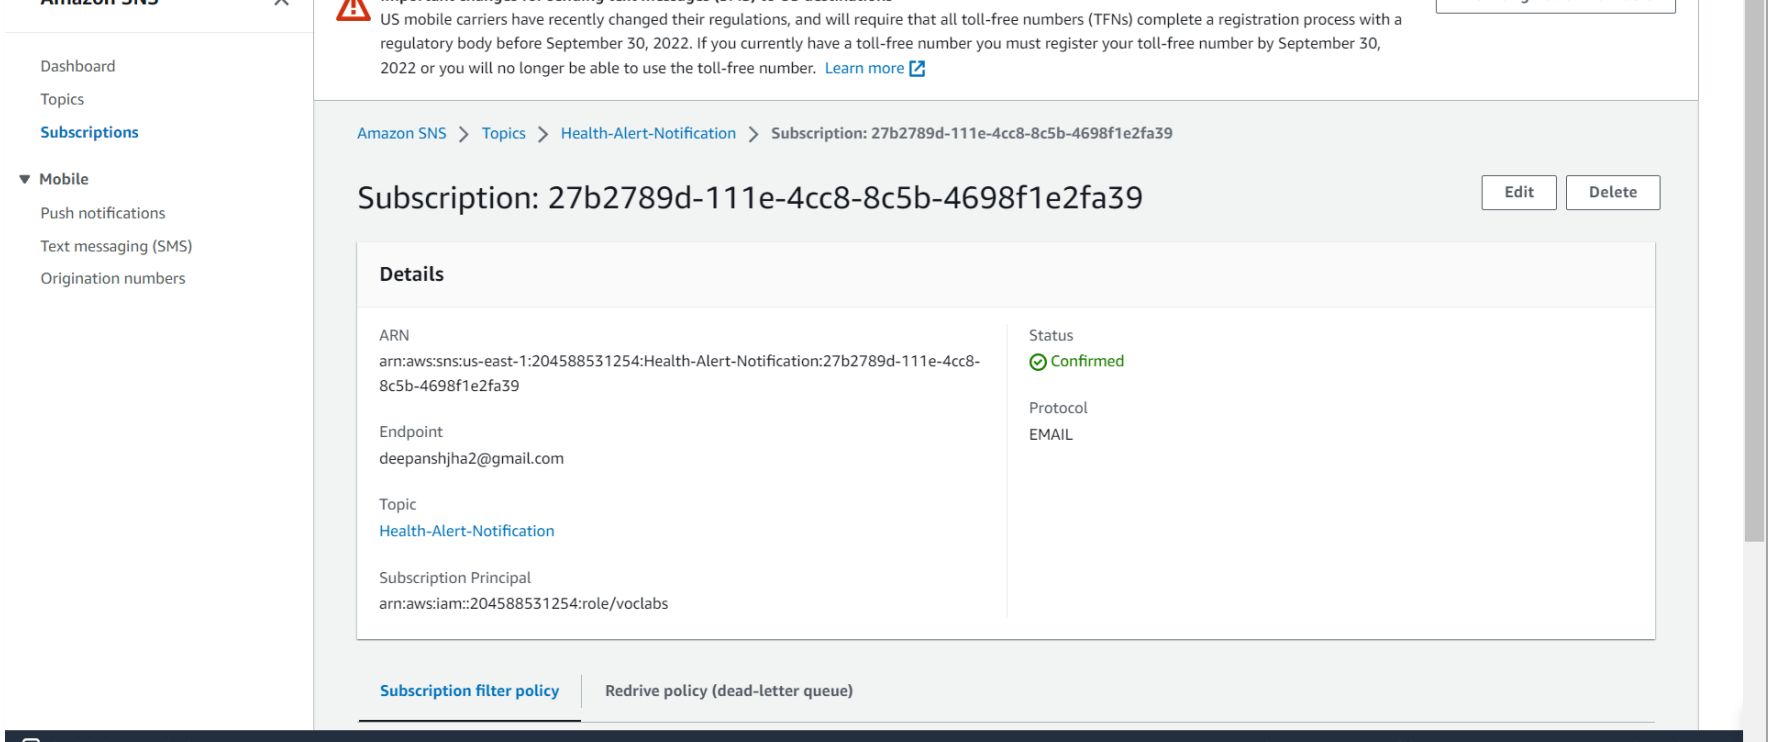 Amazon SNS
Dashboard
Topics
Subscriptions
Mobile
Push notifications
Text messaging (SMS)
Origination numbers
US mobile carriers have recently changed their regulations, and will require that all toll-free numbers (TFNs) complete a registration process with a
regulatory body before September 30, 2022. If you currently have a toll-free number you must register your toll-free number by September 30,
2022 or you will no longer be able to use the toll-free number. Learn more
Amazon SNS > Topics > Health-Alert-Notification > Subscription: 27b2789d-111e-4cc8-8c5b-4698f1e2fa39
Subscription: 27b2789d-111e-4cc8-8c5b-4698f1e2fa39
Edit
Delete
Details
ARN
arn:aws:sns:us-east-1:204588531254:Health-Alert-Notification:27b2789d-111e-4cc8-
8c5b-4698f1e2fa39
Endpoint
deepanshjha2@gmail.com
Topic
Health-Alert-Notification
Subscription Principal
arn:aws:iam::204588531254:role/voclabs
Status
Confirmed
Protocol
EMAIL
Subscription filter policy
Redrive policy (dead-letter queue)